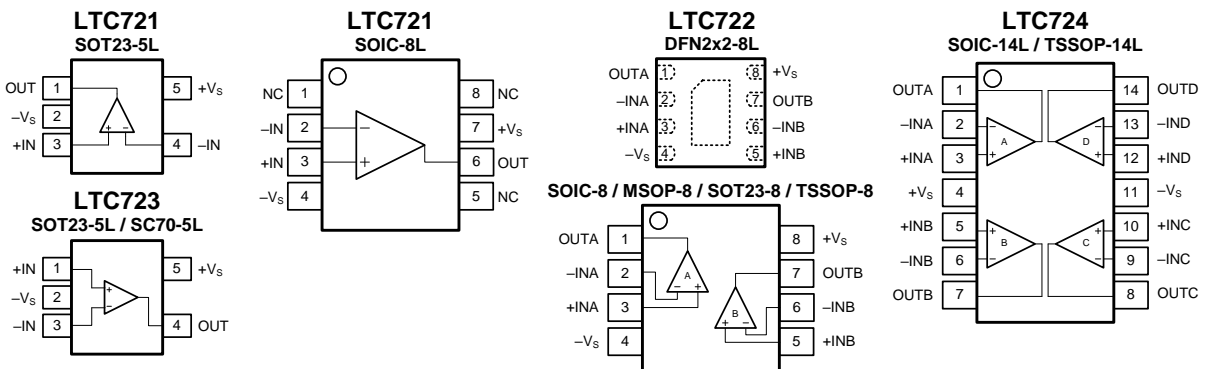 LTC721
SOT23-5L
OUT 1 5 +VS
–VS 2
+IN 3 4 –IN
+ –
LTC721
SOIC-8L
NC 1 8 NC
–IN 2 – 7 +VS
+IN 3 + 6 OUT
–VS 4 5 NC
LTC723
SOT23-5L / SC70-5L
+IN 1 + 5 +VS
–VS 2
–IN 3 – 4 OUT
LTC722
DFN2x2-8L
OUTA 1 8 +VS
–INA 2 7 OUTB
+INA 3 6 –INB
–VS 4 5 +INB
SOIC-8 / MSOP-8 / SOT23-8 / TSSOP-8
OUTA 1 8 +VS
–INA 2 A 7 OUTB
– +
+INA 3 B 6 –INB
+ –
–VS 4 5 +INB
LTC724
SOIC-14L / TSSOP-14L
OUTA 1 14 OUTD
–INA 2 – – 13 –IND
A D
+INA 3 + + 12 +IND
+VS 4 11 –VS
+INB 5 + + 10 +INC
B C
–INB 6 – – 9 –INC
OUTB 7 8 OUTC